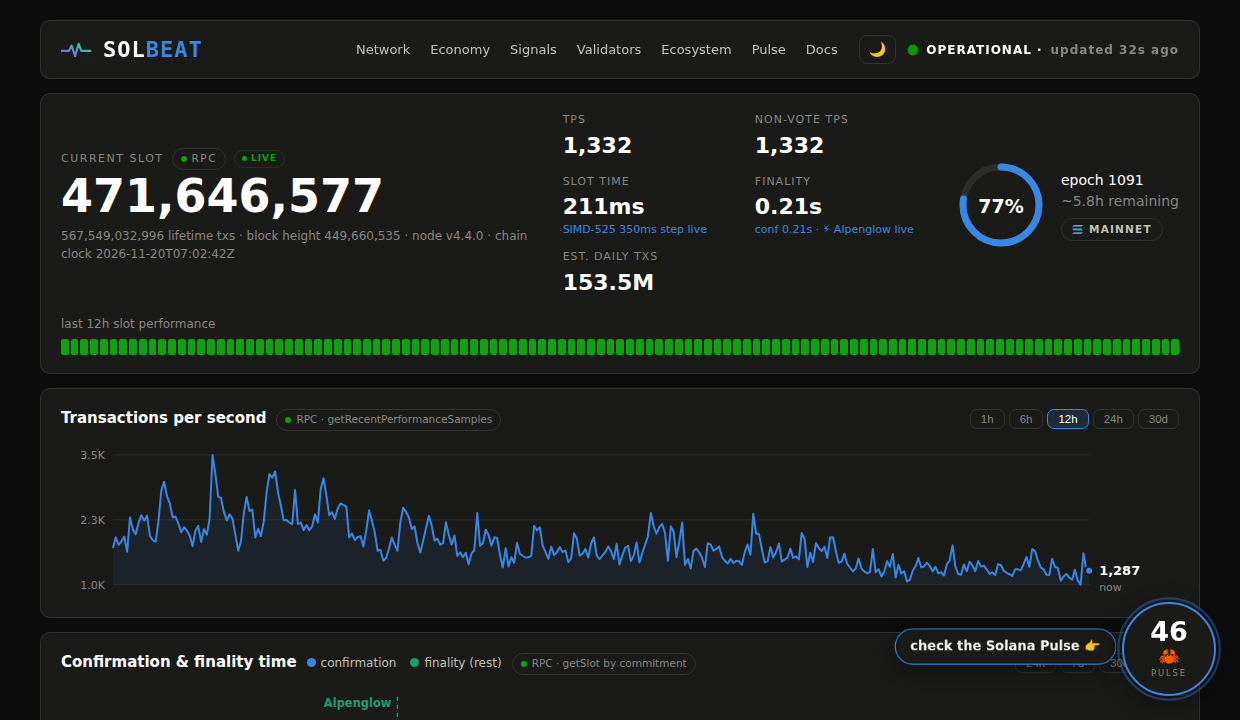 SOLBEAT
Network Economy Signals Validators Ecosystem Pulse Docs
OPERATIONAL · updated 32s ago
CURRENT SLOT RPC LIVE
471,646,577
567,549,032,996 lifetime txs · block height 449,660,535 · node v4.4.0 · chain
clock 2026-11-20T07:02:42Z
TPS
1,332
NON-VOTE TPS
1,332
SLOT TIME
211ms
SIMD-525 350ms step live
FINALITY
0.21s
conf 0.21s · ⚡ Alpenglow live
EST. DAILY TXS
153.5M
77%
epoch 1091
~5.8h remaining
MAINNET
last 12h slot performance
Transactions per second RPC · getRecentPerformanceSamples
1h 6h 12h 24h 30d
3.5K
2.3K
1.0K
1,287
now
Confirmation & finality time confirmation finality (rest) RPC · getSlot by commitment
check the Solana Pulse 👉
46
PULSE
Alpenglow